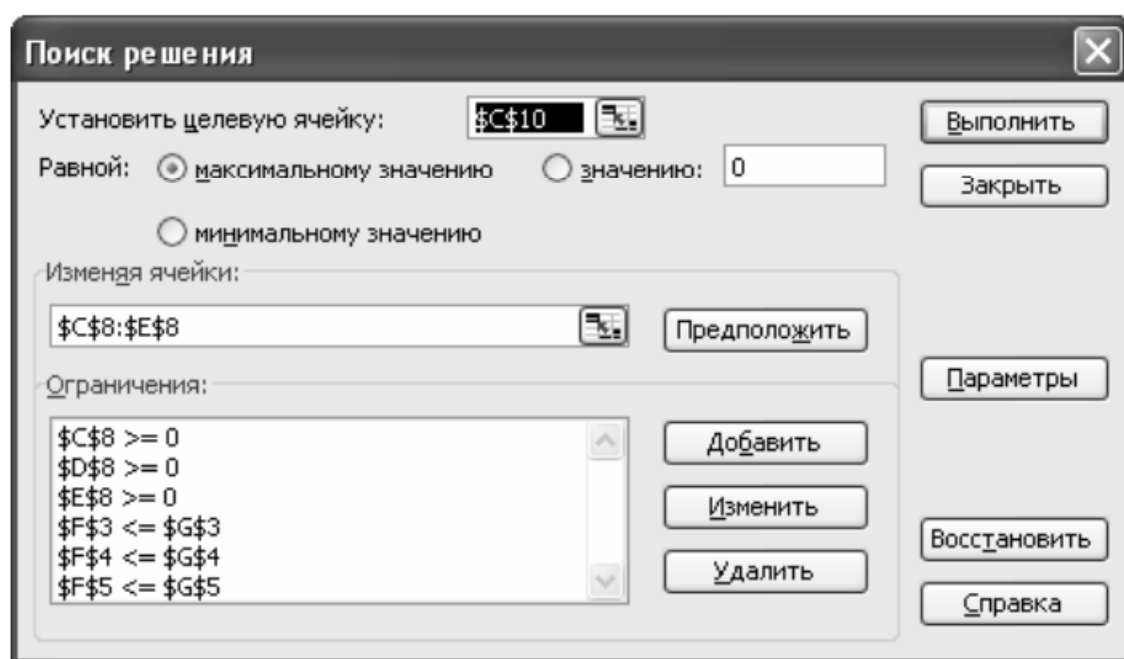 Поиск решения
Установить целевую ячейку: $C$10
Выполнить
Равной: максимальному значению значению: 0
Закрыть
минимальному значению
Изменяя ячейки:
$C$8:$E$8
Предположить
Ограничения:
Параметры
$C$8 >= 0
$D$8 >= 0
$E$8 >= 0
$F$3 <= $G$3
$F$4 <= $G$4
$F$5 <= $G$5
Добавить
Изменить
Удалить
Восстановить
Справка